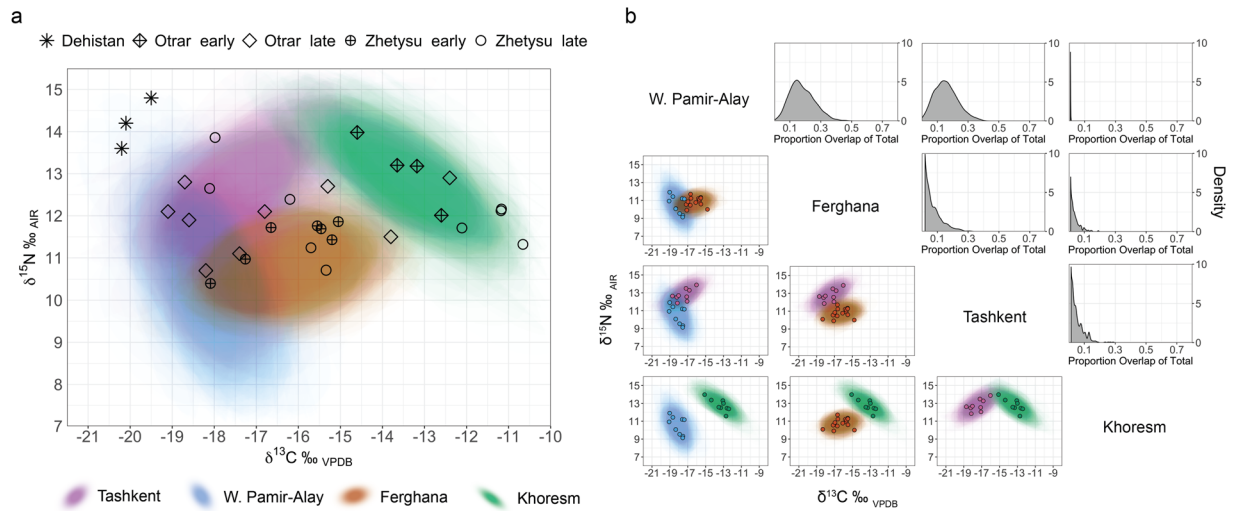 a
Dehistan Otrar early Otrar late Zhetysu early Zhetysu late
15
14
13
12
11
10
9
8
7
δ15N ‰ AIR
-21 -20 -19 -18 -17 -16 -15 -14 -13 -12 -11 -10
δ13C ‰ VPDB
Tashkent W. Pamir-Alay Ferghana Khoresm
b
W. Pamir-Alay
10 10 10
5 5 5
0 0 0
0.1 0.3 0.5 0.7 0.1 0.3 0.5 0.7 0.1 0.3 0.5 0.7
Proportion Overlap of Total Proportion Overlap of Total Proportion Overlap of Total
15
13
11
9
7
-21 -19 -17 -15 -13 -11 -9
Ferghana
10 10
5 5
0 0
0.1 0.3 0.5 0.7 0.1 0.3 0.5 0.7
Proportion Overlap of Total Proportion Overlap of Total
Density
15 15
13 13
11 11
9 9
7 7
-21 -19 -17 -15 -13 -11 -9 -21 -19 -17 -15 -13 -11 -9
Tashkent
10
5
0
0.1 0.3 0.5 0.7
Proportion Overlap of Total
δ15N ‰ AIR
15 15 15
13 13 13
11 11 11
9 9 9
7 7 7
-21 -19 -17 -15 -13 -11 -9 -21 -19 -17 -15 -13 -11 -9 -21 -19 -17 -15 -13 -11 -9
Khoresm
δ13C ‰ VPDB